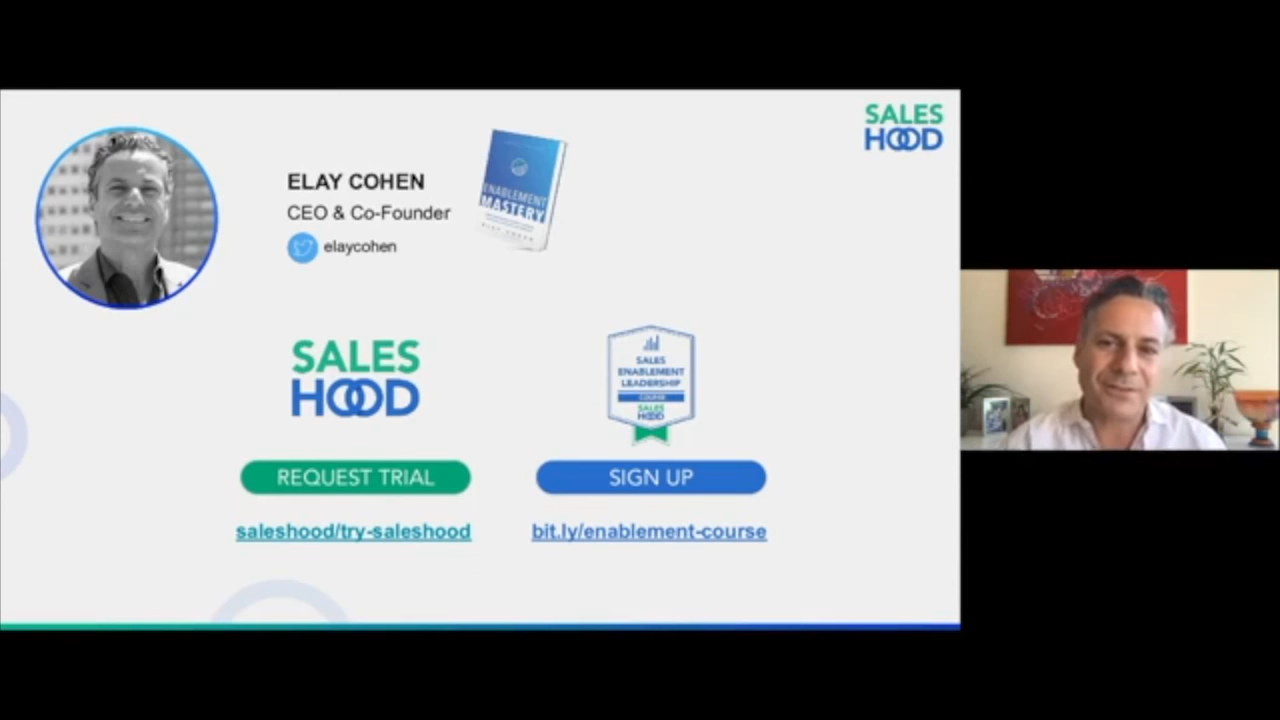 SALES
HOOD
ELAY COHEN
CEO & Co-Founder
elaycohen
ENABLEMENT
MASTERY
SALES
HOOD
SALES
ENABLEMENT
LEADERSHIP
COURSE
SALES
HOOD
REQUEST TRIAL
SIGN UP
saleshood/try-saleshood
bit.ly/enablement-course